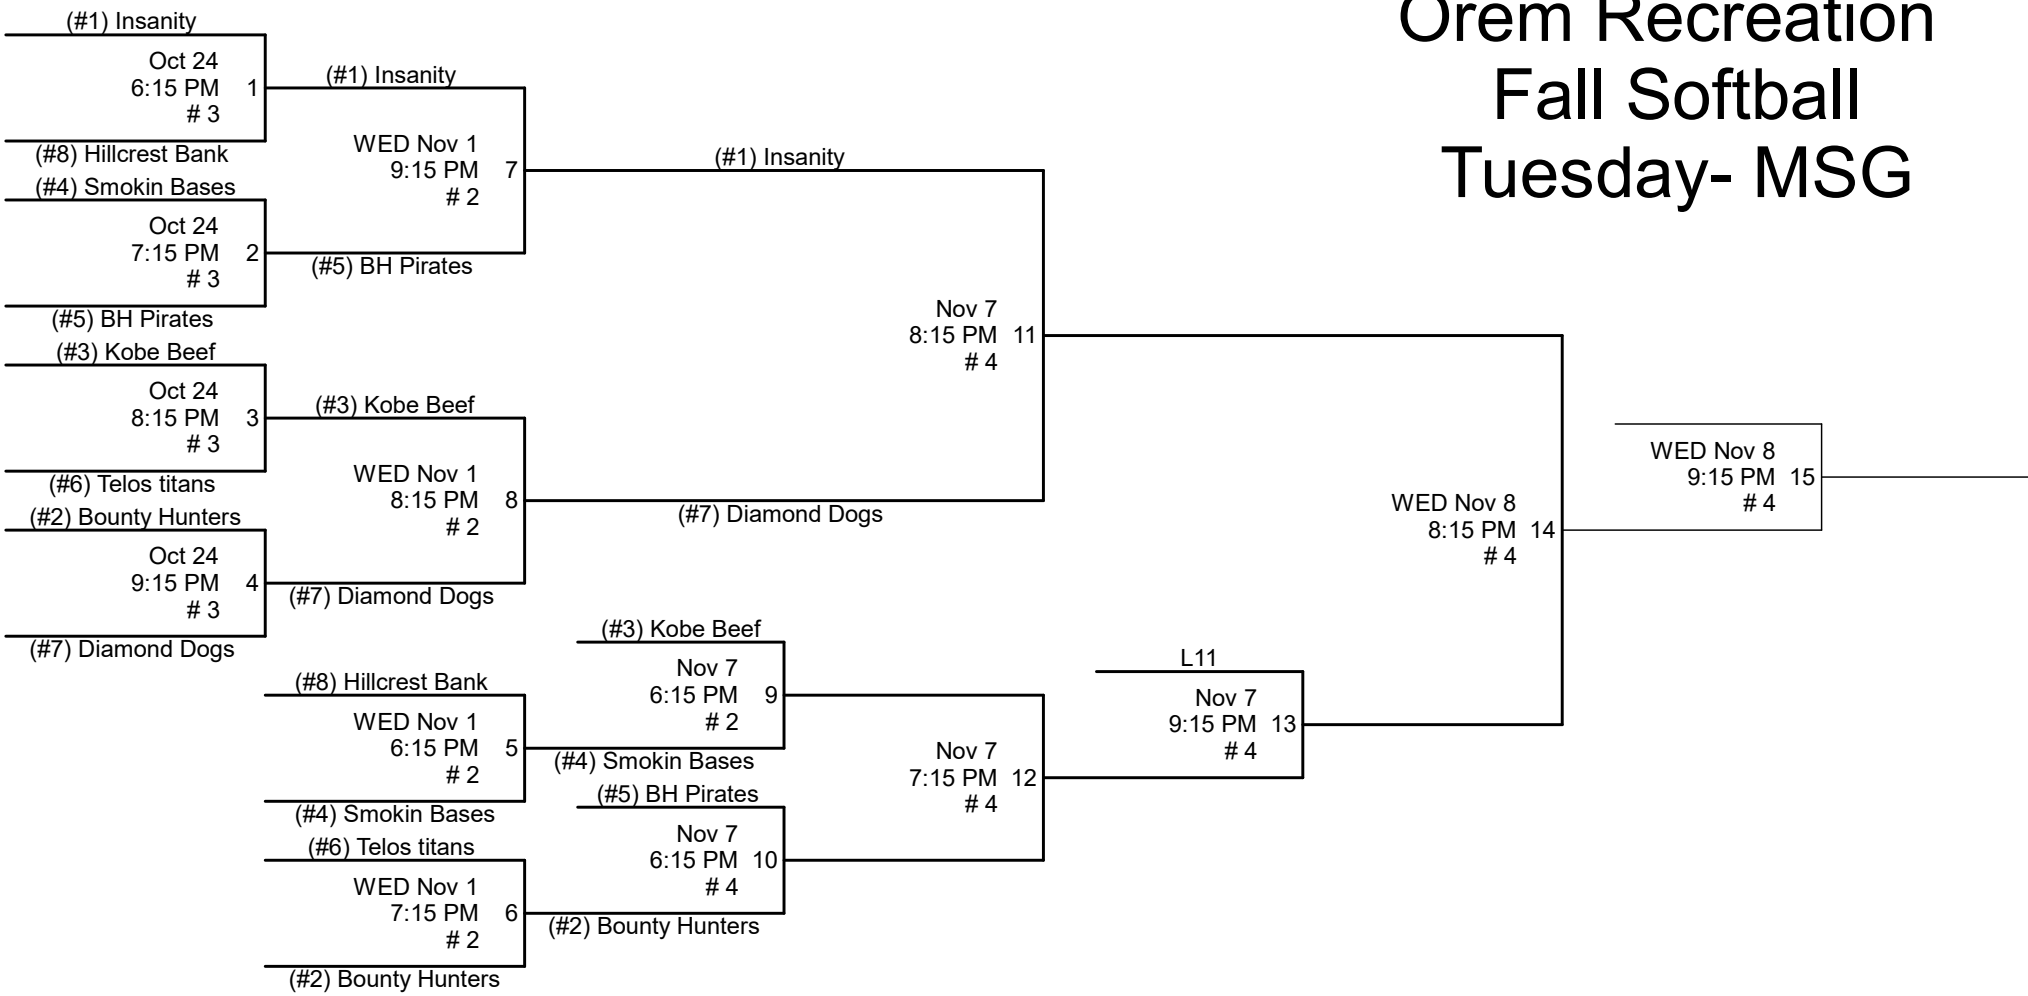 Orem Recreation
Fall Softball
Tuesday- MSG
(#1) Insanity
Oct 24
6:15 PM 1
# 3
(#8) Hillcrest Bank
(#4) Smokin Bases
Oct 24
7:15 PM 2
# 3
(#5) BH Pirates
(#3) Kobe Beef
Oct 24
8:15 PM 3
# 3
(#6) Telos titans
(#2) Bounty Hunters
Oct 24
9:15 PM 4
# 3
(#7) Diamond Dogs
(#1) Insanity
WED Nov 1
9:15 PM 7
# 2
(#5) BH Pirates
(#3) Kobe Beef
WED Nov 1
8:15 PM 8
# 2
(#7) Diamond Dogs
(#8) Hillcrest Bank
WED Nov 1
6:15 PM 5
# 2
(#4) Smokin Bases
(#6) Telos titans
WED Nov 1
7:15 PM 6
# 2
(#2) Bounty Hunters
(#3) Kobe Beef
Nov 7
6:15 PM 9
# 2
(#4) Smokin Bases
(#5) BH Pirates
Nov 7
6:15 PM 10
# 4
(#2) Bounty Hunters
(#1) Insanity
Nov 7
8:15 PM 11
# 4
(#7) Diamond Dogs
Nov 7
7:15 PM 12
# 4
L11
Nov 7
9:15 PM 13
# 4
WED Nov 8
8:15 PM 14
# 4
WED Nov 8
9:15 PM 15
# 4